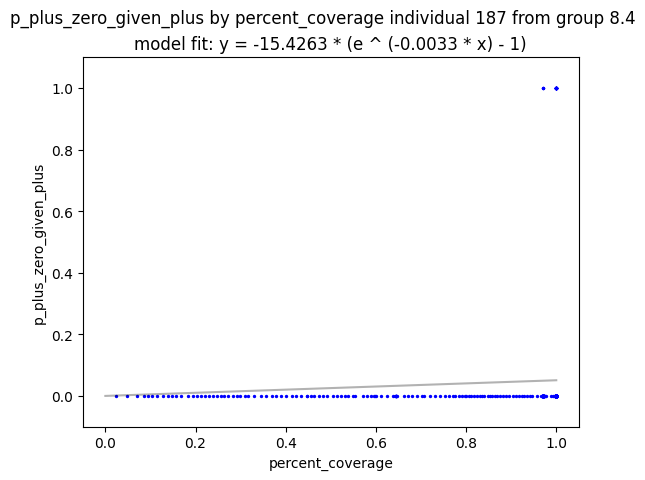 p_plus_zero_given_plus by percent_coverage individual 187 from group 8.4
model fit: y = -15.4263 * (e ^ (-0.0033 * x) - 1)
1.0
0.8
0.6
0.4
0.2
0.0
p_plus_zero_given_plus
0.0 0.2 0.4 0.6 0.8 1.0
percent_coverage